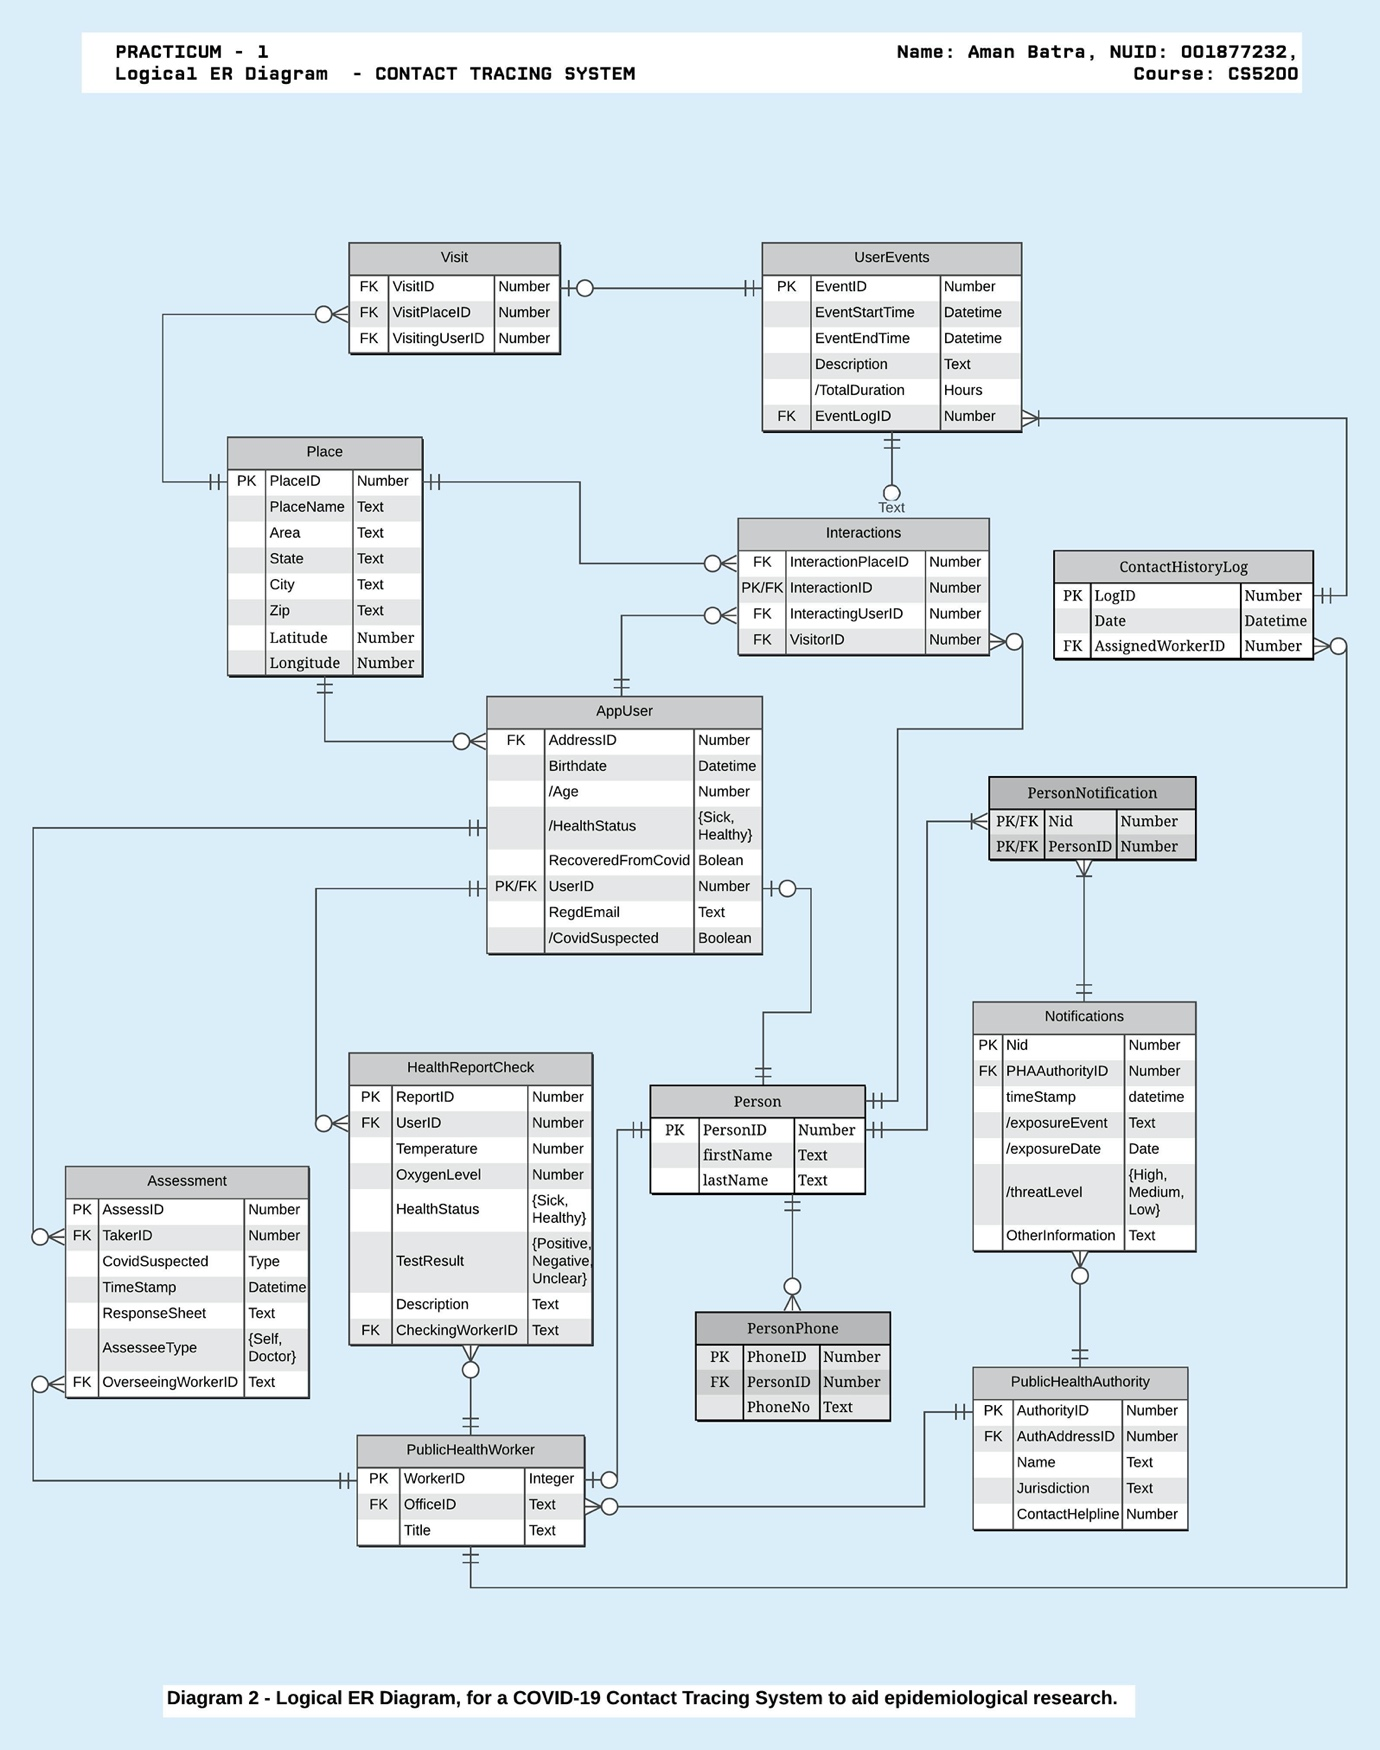 PRACTICUM - 1
Logical ER Diagram  - CONTACT TRACING SYSTEM
Name: Aman Batra, NUID: 001877232,
Course: CS5200
Visit
FK VisitID Number
FK VisitPlaceID Number
FK VisitingUserID Number
UserEvents
PK EventID Number
EventStartTime Datetime
EventEndTime Datetime
Description Text
/TotalDuration Hours
FK EventLogID Number
Place
PK PlaceID Number
PlaceName Text
Area Text
State Text
City Text
Zip Text
Latitude Number
Longitude Number
Text
Interactions
FK InteractionPlaceID Number
PK/FK InteractionID Number
FK InteractingUserID Number
FK VisitorID Number
ContactHistoryLog
PK LogID Number
Date Datetime
FK AssignedWorkerID Number
AppUser
FK AddressID Number
Birthdate Datetime
/Age Number
/HealthStatus {Sick,
Healthy}
RecoveredFromCovid Bolean
PK/FK UserID Number
RegdEmail Text
/CovidSuspected Boolean
PersonNotification
PK/FK Nid Number
PK/FK PersonID Number
Notifications
PK Nid Number
FK PHAAuthorityID Number
timeStamp datetime
/exposureEvent Text
/exposureDate Date
/threatLevel {High,
Medium,
Low}
OtherInformation Text
HealthReportCheck
PK ReportID Number
FK UserID Number
Temperature Number
OxygenLevel Number
HealthStatus {Sick,
Healthy}
TestResult {Positive,
Negative,
Unclear}
Description Text
FK CheckingWorkerID Text
Person
PK PersonID Number
firstName Text
lastName Text
Assessment
PK AssessID Number
FK TakerID Number
CovidSuspected Type
TimeStamp Datetime
ResponseSheet Text
AssesseeType {Self,
Doctor}
FK OverseeingWorkerID Text
PersonPhone
PK PhoneID Number
FK PersonID Number
PhoneNo Text
PublicHealthAuthority
PK AuthorityID Number
FK AuthAddressID Number
Name Text
Jurisdiction Text
ContactHelpline Number
PublicHealthWorker
PK WorkerID Integer
FK OfficeID Text
Title Text
Diagram 2 - Logical ER Diagram, for a COVID-19 Contact Tracing System to aid epidemiological research.